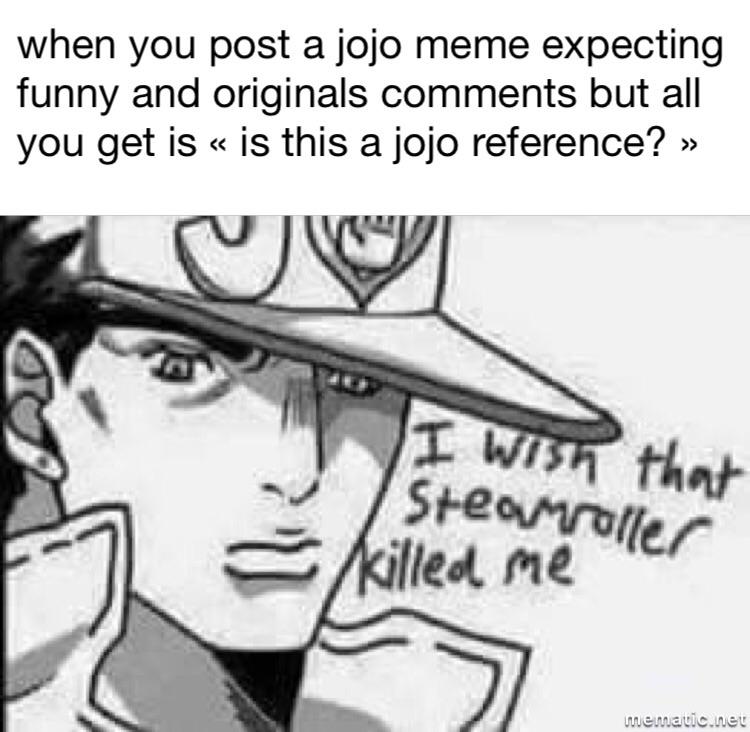 when you post a jojo meme expecting
funny and originals comments but all
you get is « is this a jojo reference? »
I wish that
Steamroller
killed me
mematic.net